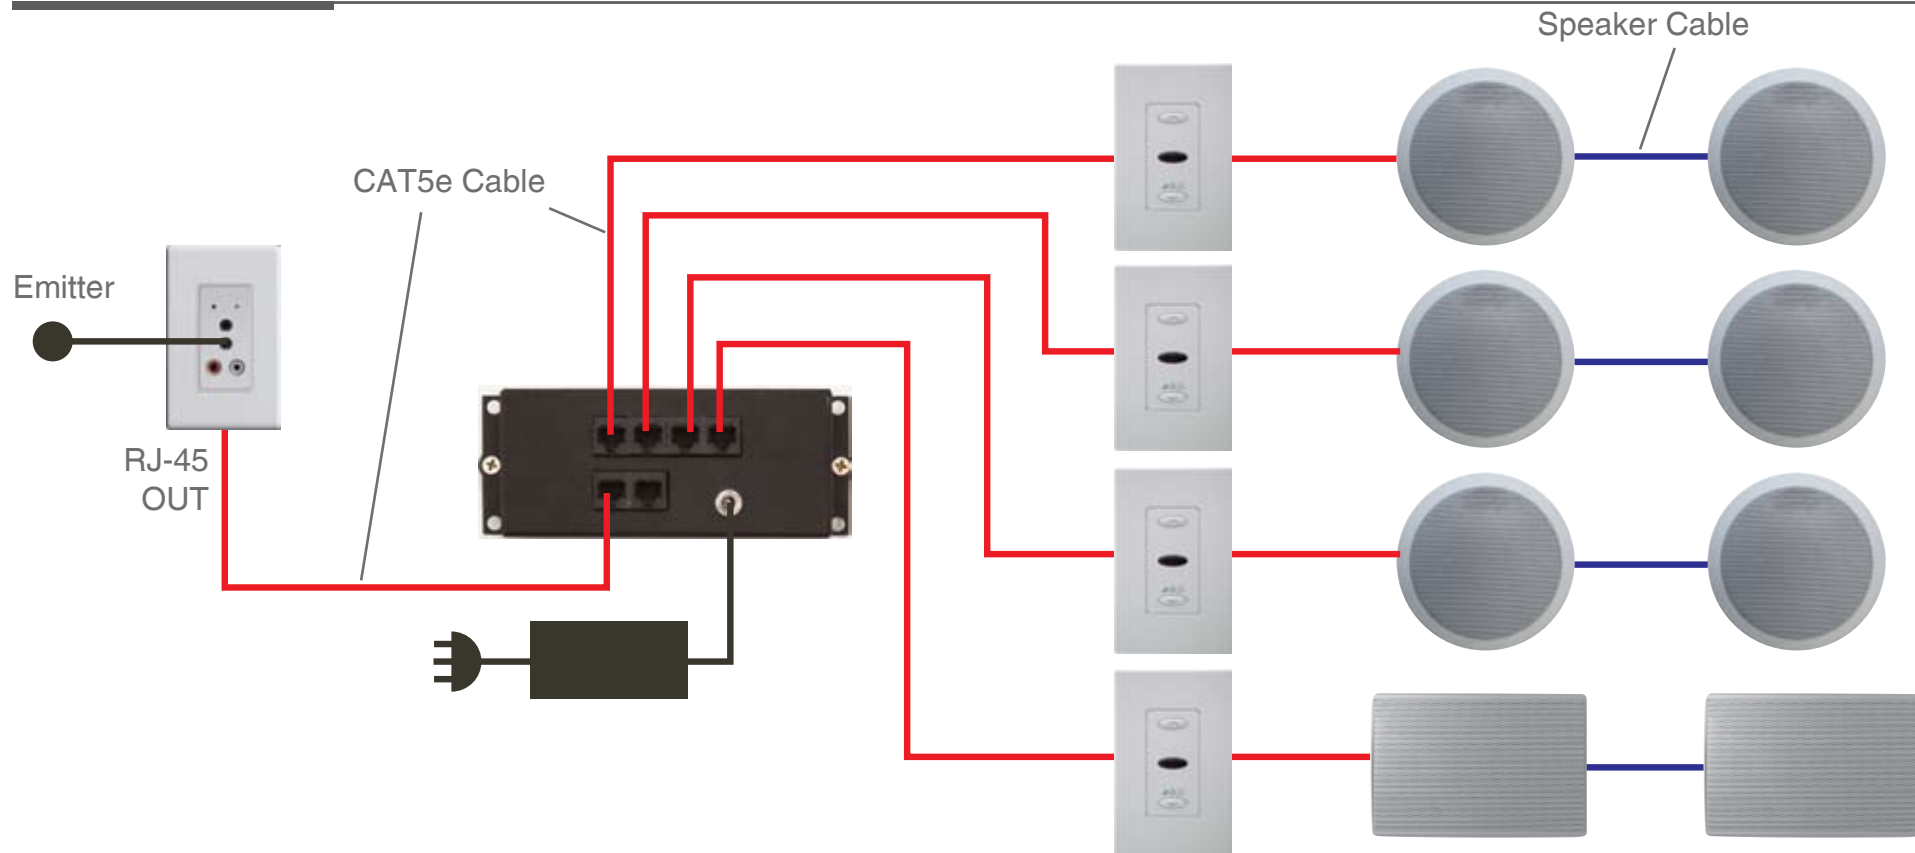 Speaker Cable
CAT5e Cable
Emitter
RJ-45
OUT